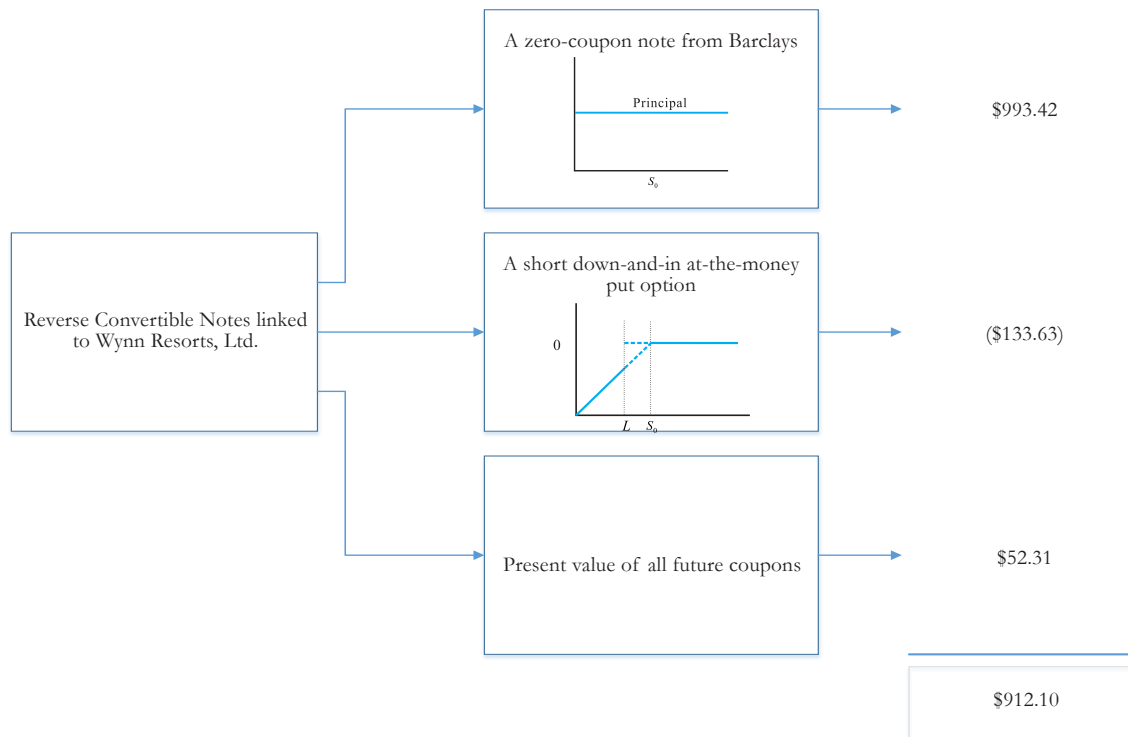 A zero-coupon note from Barclays
Principal
S₀
$993.42
Reverse Convertible Notes linked
to Wynn Resorts, Ltd.
A short down-and-in at-the-money
put option
0
L S₀
($133.63)
Present value of all future coupons
$52.31
$912.10